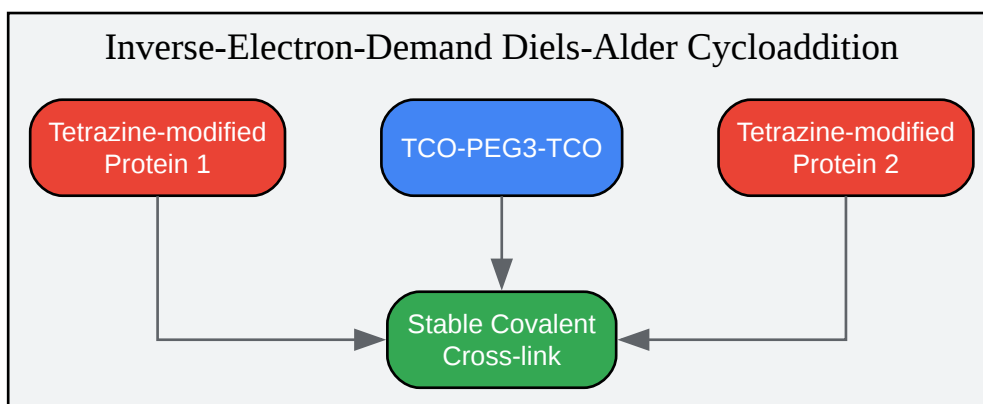 Inverse-Electron-Demand Diels-Alder Cycloaddition
Tetrazine-modified
Protein 1
TCO-PEG3-TCO
Tetrazine-modified
Protein 2
Stable Covalent
Cross-link